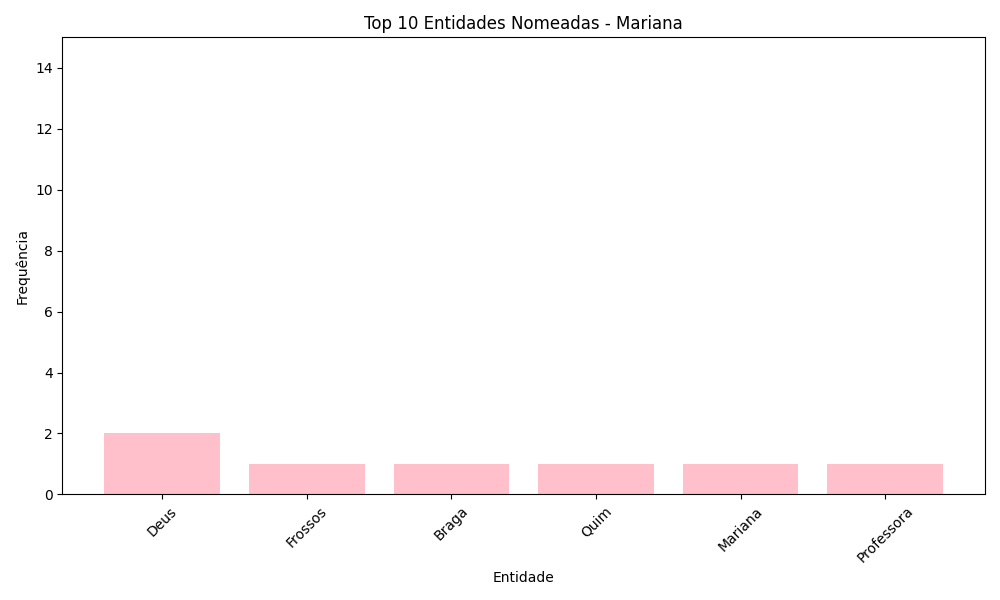 Top 10 Entidades Nomeadas - Mariana
Frequência
14
12
10
8
6
4
2
0
Deus
Frossos
Braga
Quim
Mariana
Professora
Entidade